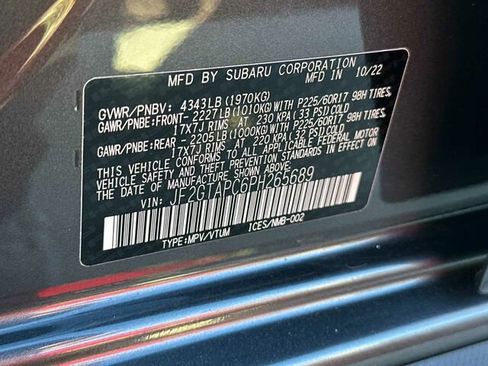 MFD BY SUBARU CORPORATION 10/22
GVWR/PNBV: 4343LB (1970KG)
GAWR/PNBE: FRONT- 2227LB (1010KG) WITH P225/60R17 98H TIRES,
17X7J RIMS AT 230 KPA (33 PSI) COLD
GAWR/PNBE: REAR - 2205LB (1000KG) WITH P225/60R17 98H TIRES,
17X7J RIMS AT 220 KPA (32 PSI) COLD
THIS VEHICLE CONFORMS TO ALL APPLICABLE FEDERAL MOTOR
VEHICLE SAFETY, BUMPER, AND THEFT PREVENTION STANDARDS
IN EFFECT ON THE DATE OF MANUFACTURE SHOWN ABOVE.
VIN: JF2GTAPC6PH265689
TYPE:MPV/VTUM ICES/NMB-002